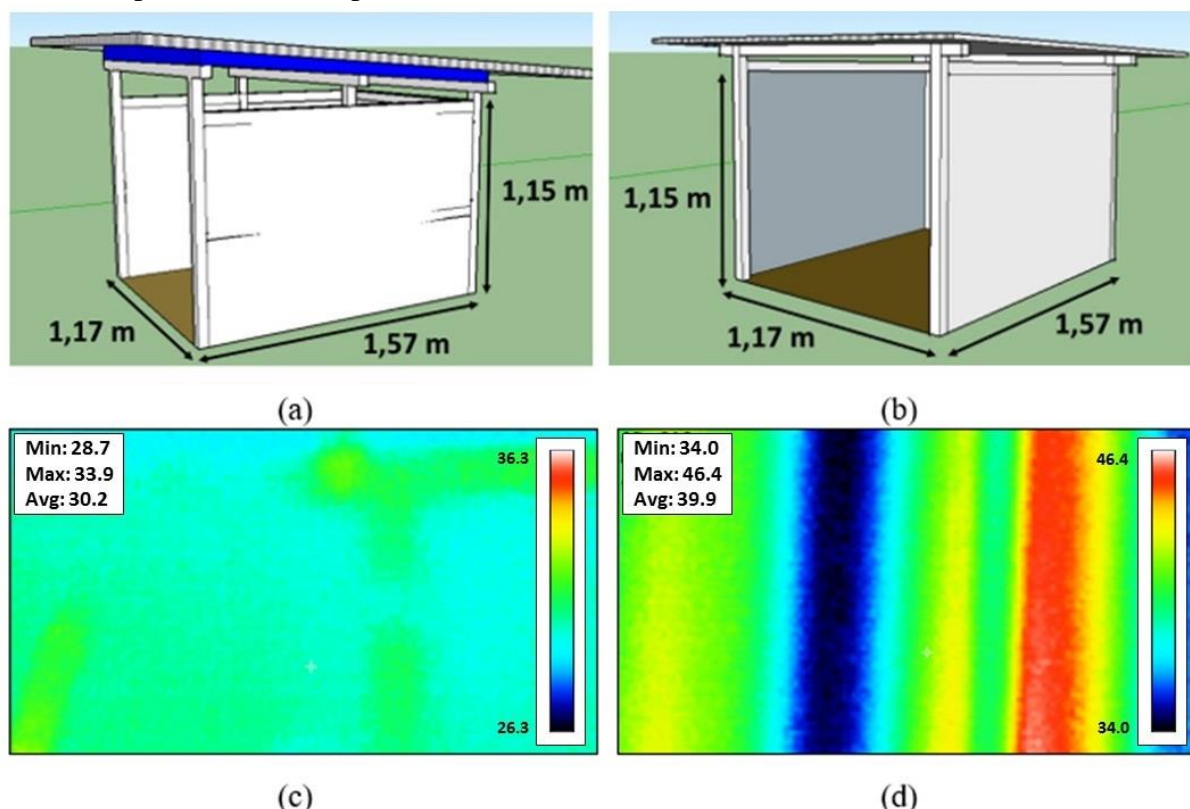 1,15 m
1,17 m
1,57 m
(a)
1,15 m
1,17 m
1,57 m
(b)
Min: 28.7
Max: 33.9
Avg: 30.2
36.3
26.3
(c)
Min: 34.0
Max: 46.4
Avg: 39.9
46.4
34.0
(d)